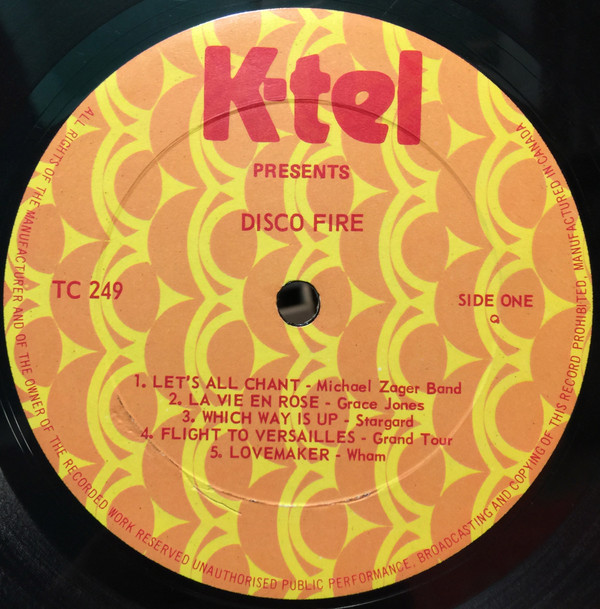 K-tel
PRESENTS
DISCO FIRE
TC 249
SIDE ONE
a
1. LET'S ALL CHANT - Michael Zager Band
2. LA VIE EN ROSE - Grace Jones
3. WHICH WAY IS UP - Stargard
4. FLIGHT TO VERSAILLES - Grand Tour
5. LOVEMAKER - Wham
ALL RIGHTS OF THE MANUFACTURER AND OF THE OWNER OF THE RECORDED WORK RESERVED UNAUTHORISED PUBLIC PERFORMANCE, BROADCASTING AND COPYING OF THIS RECORD PROHIBITED, MANUFACTURED IN CANADA